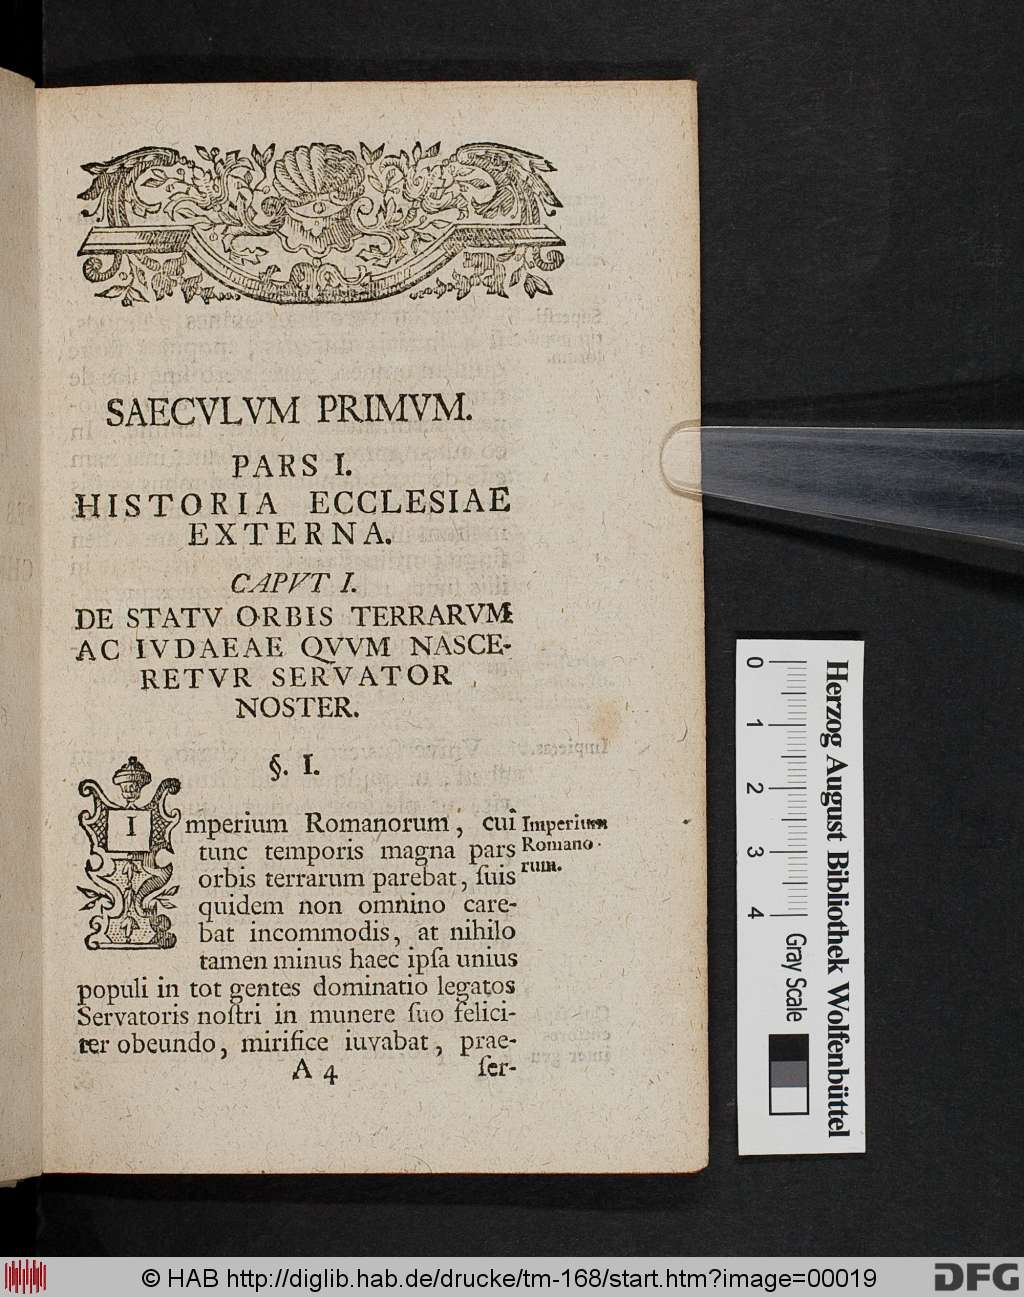 SAECVLVM PRIMVM.
PARS I.
HISTORIA ECCLESIAE
EXTERNA.
CAPVT I.
DE STATV ORBIS TERRARVM
AC IVDAEAE QVVM NASCE-
RETVR SERVATOR
NOSTER.
§. I.
Imperium Romanorum, cui
tunc temporis magna pars
orbis terrarum parebat, ſuis
quidem non omnino care-
bat incommodis, at nihilo
tamen minus haec ipſa unius
populi in tot gentes dominatio legatos
Servatoris noſtri in munere ſuo felici-
ter obeundo, mirifice iuvabat, prae-
A 4 ſer-
Imperium
Romano-
rum.
Herzog August Bibliothek Wolfenbüttel
0 1 2 3 4 Gray Scale
© HAB http://diglib.hab.de/drucke/tm-168/start.htm?image=00019
DFG